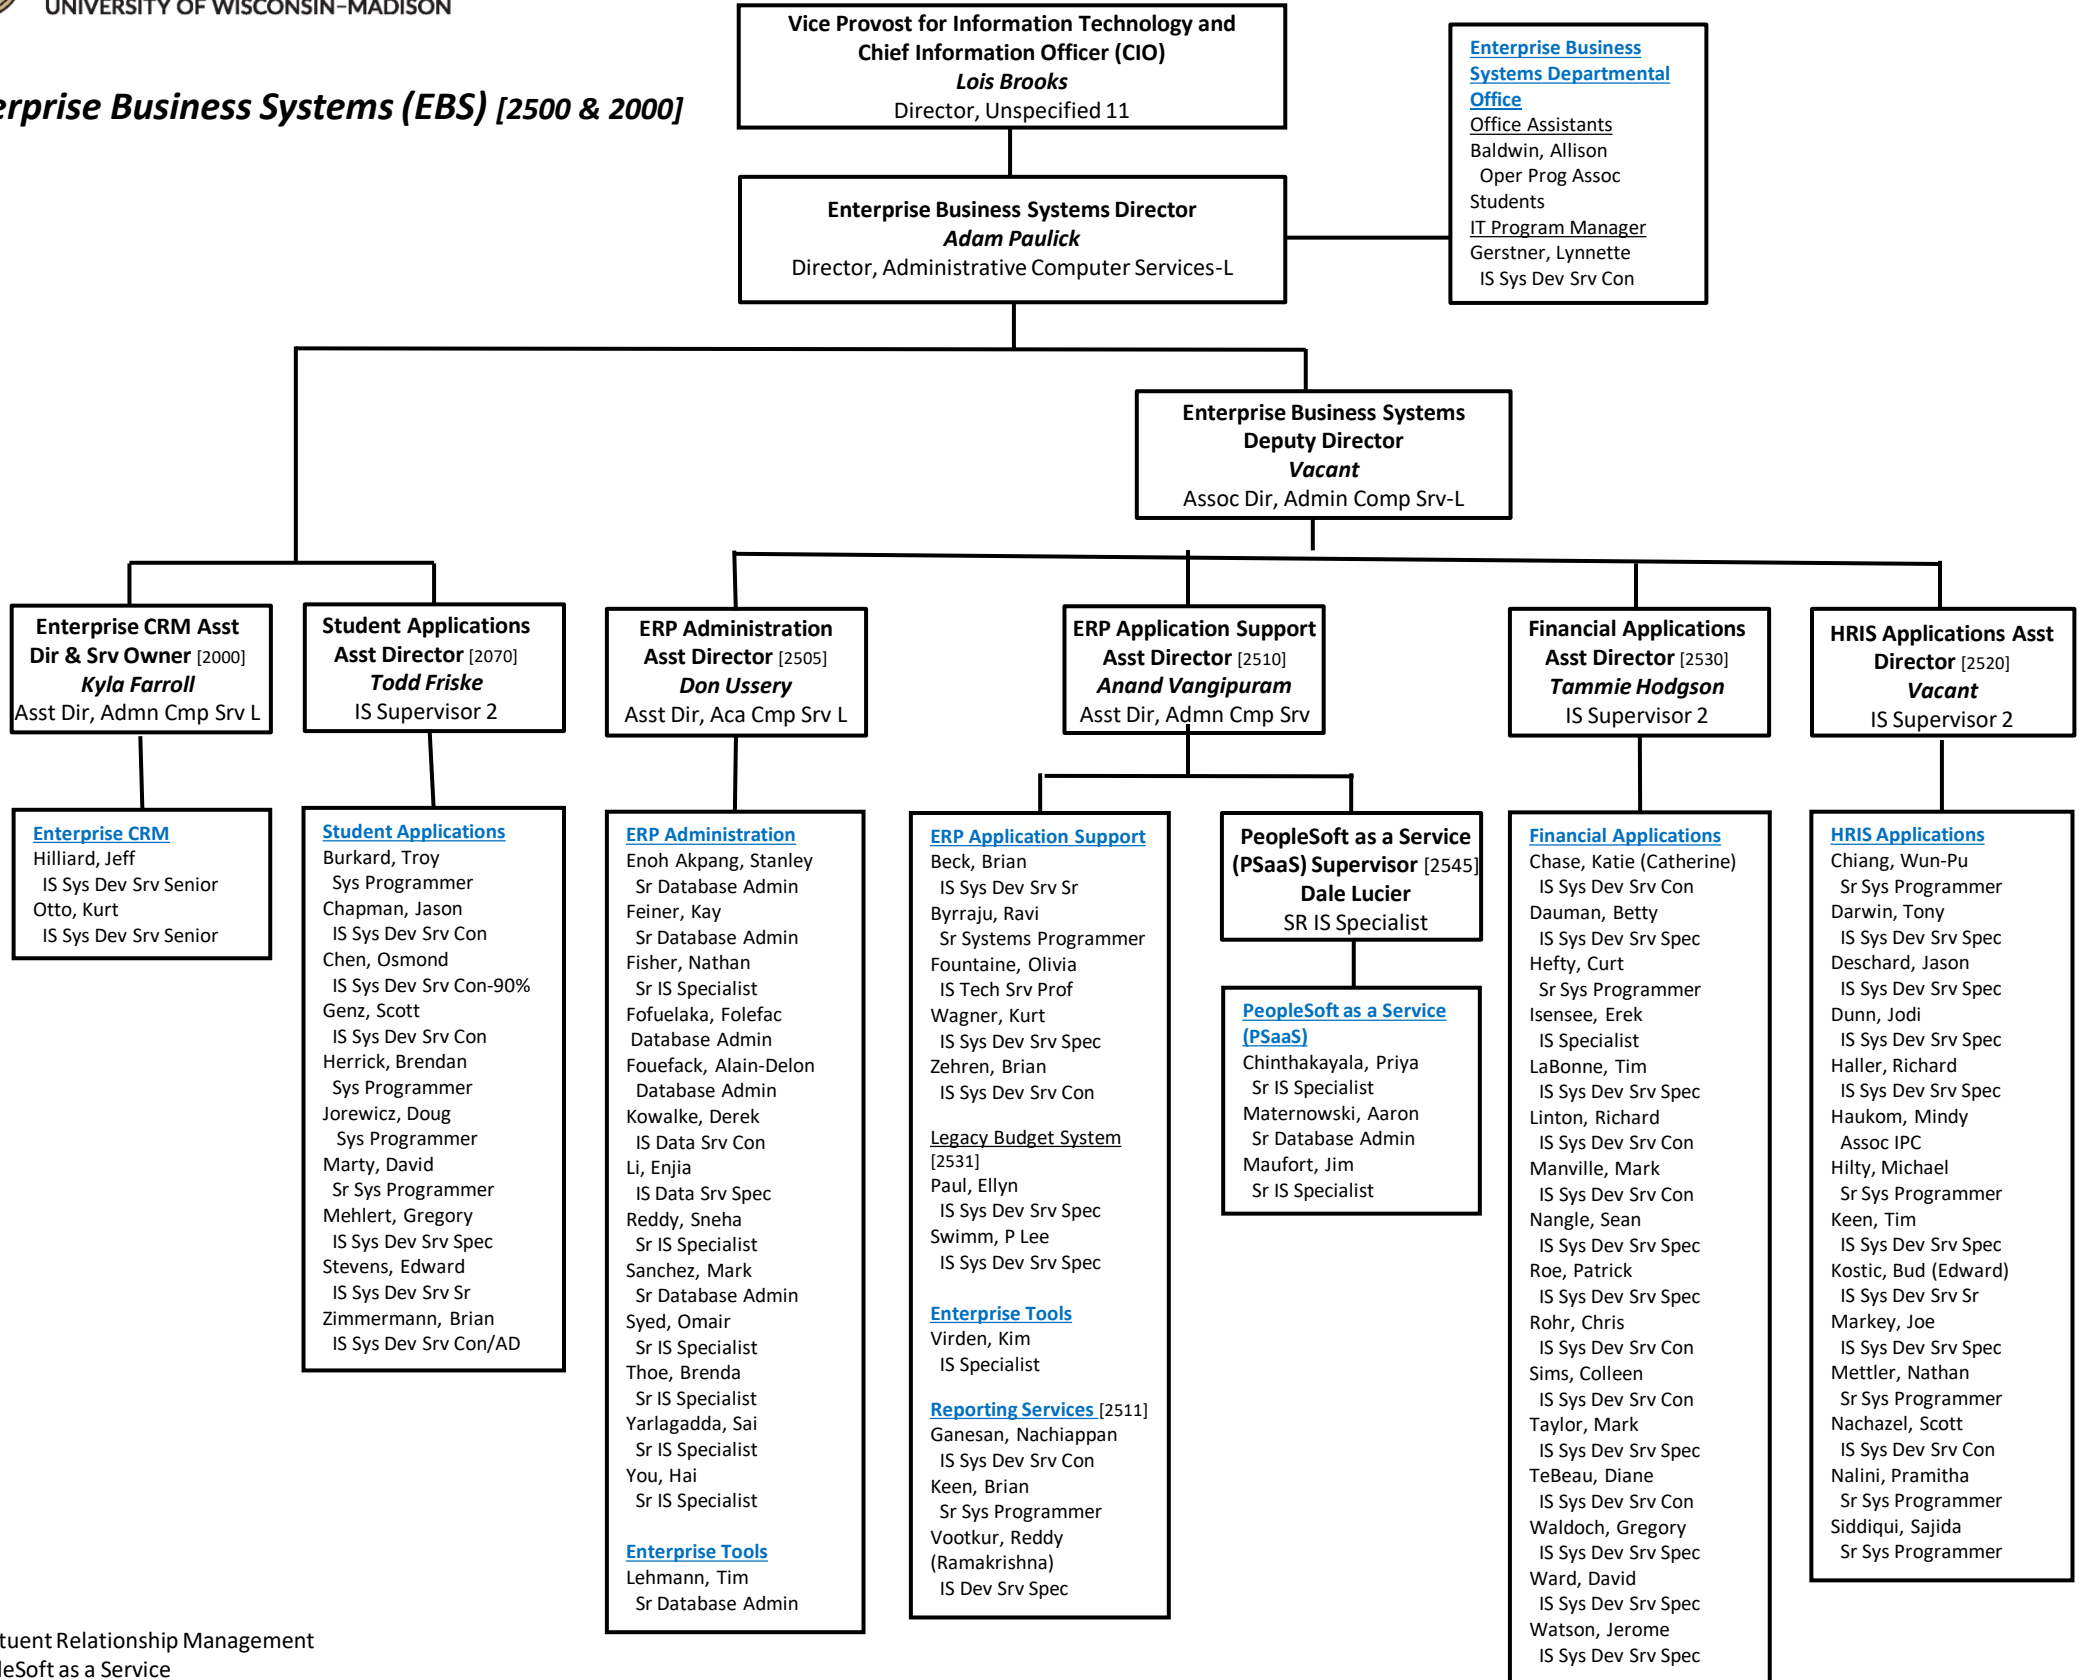 UNIVERSITY OF WISCONSIN–MADISON
erprise Business Systems (EBS) [2500 & 2000]
Vice Provost for Information Technology and
Chief Information Officer (CIO)
Lois Brooks
Director, Unspecified 11
Enterprise Business
Systems Departmental
Office
Office Assistants
Baldwin, Allison
Oper Prog Assoc
Students
IT Program Manager
Gerstner, Lynnette
IS Sys Dev Srv Con
Enterprise Business Systems Director
Adam Paulick
Director, Administrative Computer Services-L
Enterprise Business Systems
Deputy Director
Vacant
Assoc Dir, Admin Comp Srv-L
Enterprise CRM Asst
Dir & Srv Owner [2000]
Kyla Farroll
Asst Dir, Admn Cmp Srv L
Student Applications
Asst Director [2070]
Todd Friske
IS Supervisor 2
ERP Administration
Asst Director [2505]
Don Ussery
Asst Dir, Aca Cmp Srv L
ERP Application Support
Asst Director [2510]
Anand Vangipuram
Asst Dir, Admn Cmp Srv
Financial Applications
Asst Director [2530]
Tammie Hodgson
IS Supervisor 2
HRIS Applications Asst
Director [2520]
Vacant
IS Supervisor 2
Enterprise CRM
Hilliard, Jeff
IS Sys Dev Srv Senior
Otto, Kurt
IS Sys Dev Srv Senior
Student Applications
Burkard, Troy
Sys Programmer
Chapman, Jason
IS Sys Dev Srv Con
Chen, Osmond
IS Sys Dev Srv Con-90%
Genz, Scott
IS Sys Dev Srv Con
Herrick, Brendan
Sys Programmer
Jorewicz, Doug
Sys Programmer
Marty, David
Sr Sys Programmer
Mehlert, Gregory
IS Sys Dev Srv Spec
Stevens, Edward
IS Sys Dev Srv Sr
Zimmermann, Brian
IS Sys Dev Srv Con/AD
ERP Administration
Enoh Akpang, Stanley
Sr Database Admin
Feiner, Kay
Sr Database Admin
Fisher, Nathan
Sr IS Specialist
Fofuelaka, Folefac
Database Admin
Fouefack, Alain-Delon
Database Admin
Kowalke, Derek
IS Data Srv Con
Li, Enjia
IS Data Srv Spec
Reddy, Sneha
Sr IS Specialist
Sanchez, Mark
Sr Database Admin
Syed, Omair
Sr IS Specialist
Thoe, Brenda
Sr IS Specialist
Yarlagadda, Sai
Sr IS Specialist
You, Hai
Sr IS Specialist
Enterprise Tools
Lehmann, Tim
Sr Database Admin
ERP Application Support
Beck, Brian
IS Sys Dev Srv Sr
Byrraju, Ravi
Sr Systems Programmer
Fountaine, Olivia
IS Tech Srv Prof
Wagner, Kurt
IS Sys Dev Srv Spec
Zehren, Brian
IS Sys Dev Srv Con
Legacy Budget System
[2531]
Paul, Ellyn
IS Sys Dev Srv Spec
Swimm, P Lee
IS Sys Dev Srv Spec
Enterprise Tools
Virden, Kim
IS Specialist
Reporting Services [2511]
Ganesan, Nachiappan
IS Sys Dev Srv Con
Keen, Brian
Sr Sys Programmer
Vootkur, Reddy
(Ramakrishna)
IS Dev Srv Spec
PeopleSoft as a Service
(PSaaS) Supervisor [2545]
Dale Lucier
SR IS Specialist
PeopleSoft as a Service
(PSaaS)
Chinthakayala, Priya
Sr IS Specialist
Maternowski, Aaron
Sr Database Admin
Maufort, Jim
Sr IS Specialist
Financial Applications
Chase, Katie (Catherine)
IS Sys Dev Srv Con
Dauman, Betty
IS Sys Dev Srv Spec
Hefty, Curt
Sr Sys Programmer
Isensee, Erek
IS Specialist
LaBonne, Tim
IS Sys Dev Srv Spec
Linton, Richard
IS Sys Dev Srv Con
Manville, Mark
IS Sys Dev Srv Con
Nangle, Sean
IS Sys Dev Srv Spec
Roe, Patrick
IS Sys Dev Srv Spec
Rohr, Chris
IS Sys Dev Srv Con
Sims, Colleen
IS Sys Dev Srv Con
Taylor, Mark
IS Sys Dev Srv Spec
TeBeau, Diane
IS Sys Dev Srv Con
Waldoch, Gregory
IS Sys Dev Srv Spec
Ward, David
IS Sys Dev Srv Spec
Watson, Jerome
IS Sys Dev Srv Spec
HRIS Applications
Chiang, Wun-Pu
Sr Sys Programmer
Darwin, Tony
IS Sys Dev Srv Spec
Deschard, Jason
IS Sys Dev Srv Spec
Dunn, Jodi
IS Sys Dev Srv Spec
Haller, Richard
IS Sys Dev Srv Spec
Haukom, Mindy
Assoc IPC
Hilty, Michael
Sr Sys Programmer
Keen, Tim
IS Sys Dev Srv Spec
Kostic, Bud (Edward)
IS Sys Dev Srv Sr
Markey, Joe
IS Sys Dev Srv Spec
Mettler, Nathan
Sr Sys Programmer
Nachazel, Scott
IS Sys Dev Srv Con
Nalini, Pramitha
Sr Sys Programmer
Siddiqui, Sajida
Sr Sys Programmer
tuent Relationship Management
leSoft as a Service